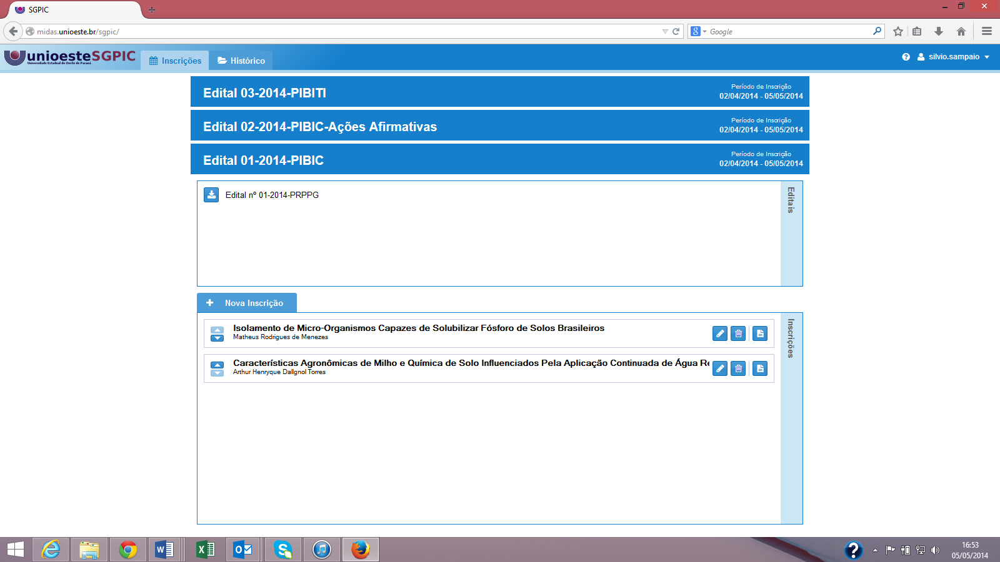 SGPIC
midas.unioeste.br/sgpic/
Google
unioesteSGPIC
Universidade Estadual do Oeste do Paraná
Inscrições
Histórico
silvio.sampaio
Edital 03-2014-PIBITI
Período de Inscrição
02/04/2014 - 05/05/2014
Edital 02-2014-PIBIC-Ações Afirmativas
Período de Inscrição
02/04/2014 - 05/05/2014
Edital 01-2014-PIBIC
Período de Inscrição
02/04/2014 - 05/05/2014
Edital nº 01-2014-PRPPG
Editais
Nova Inscrição
Isolamento de Micro-Organismos Capazes de Solubilizar Fósforo de Solos Brasileiros
Matheus Rodrigues de Menezes
Inscrições
Características Agronômicas de Milho e Química de Solo Influenciados Pela Aplicação Continuada de Água Re
Arthur Henryque Dallgnol Torres
16:53
05/05/2014